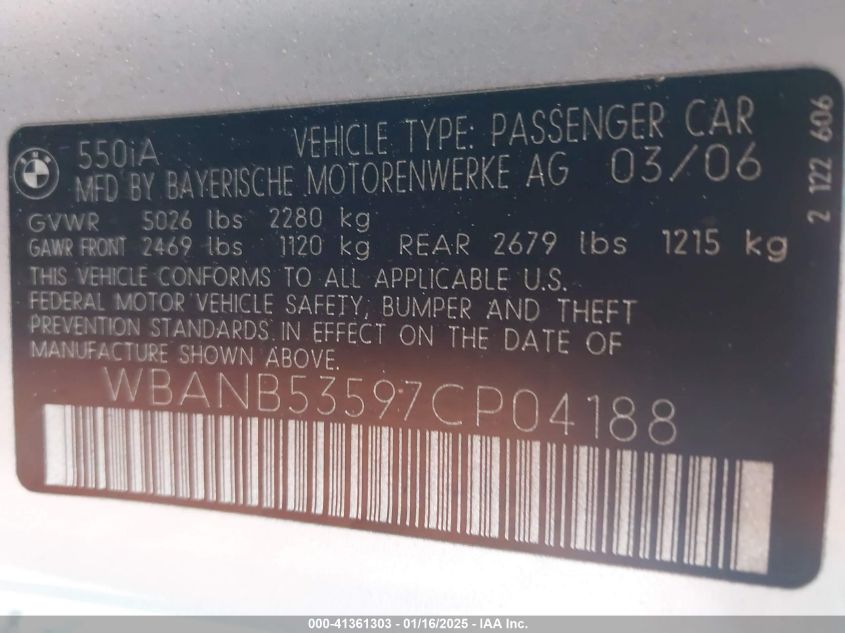 BMW
550iA VEHICLE TYPE: PASSENGER CAR
MFD BY BAYERISCHE MOTORENWERKE AG 03/06
GVWR 5026 lbs 2280 kg
GAWR FRONT 2469 lbs 1120 kg REAR 2679 lbs 1215 kg
THIS VEHICLE CONFORMS TO ALL APPLICABLE U.S.
FEDERAL MOTOR VEHICLE SAFETY, BUMPER AND THEFT
PREVENTION STANDARDS IN EFFECT ON THE DATE OF
MANUFACTURE SHOWN ABOVE.
WBANB53597CP04188
2 122 606
000-41361303 - 01/16/2025 - IAA Inc.